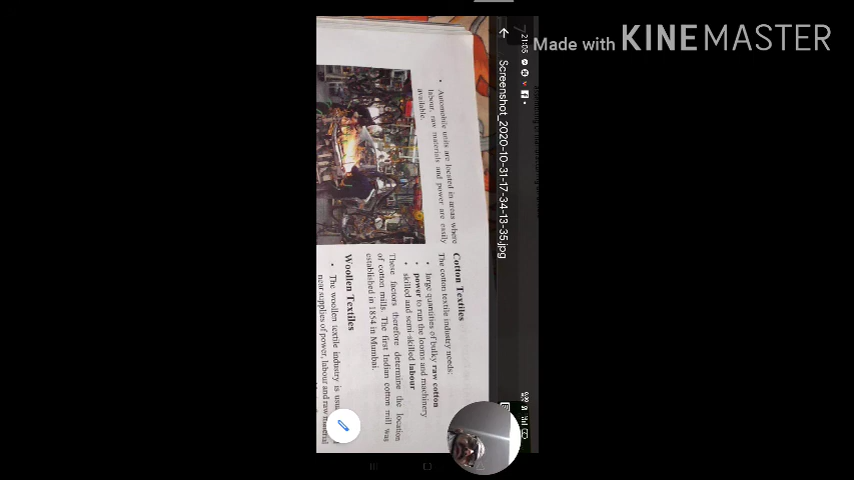 Made with KINEMASTER
21:05
Screenshot_2020-10-31-17-34-13-35.jpg
• Automobile units are located in areas where
labour, raw materials and power are easily
available.
Cotton Textiles
The cotton textile industry needs:
• large quantities of bulky raw cotton
• power to run the looms and machinery
• skilled and semi-skilled labour
These factors therefore determine the location
of cotton mills. The first Indian cotton mill was
established in 1854 in Mumbai.
Woollen Textiles
• The woollen textile industry is
near supplies of power, labour and raw material